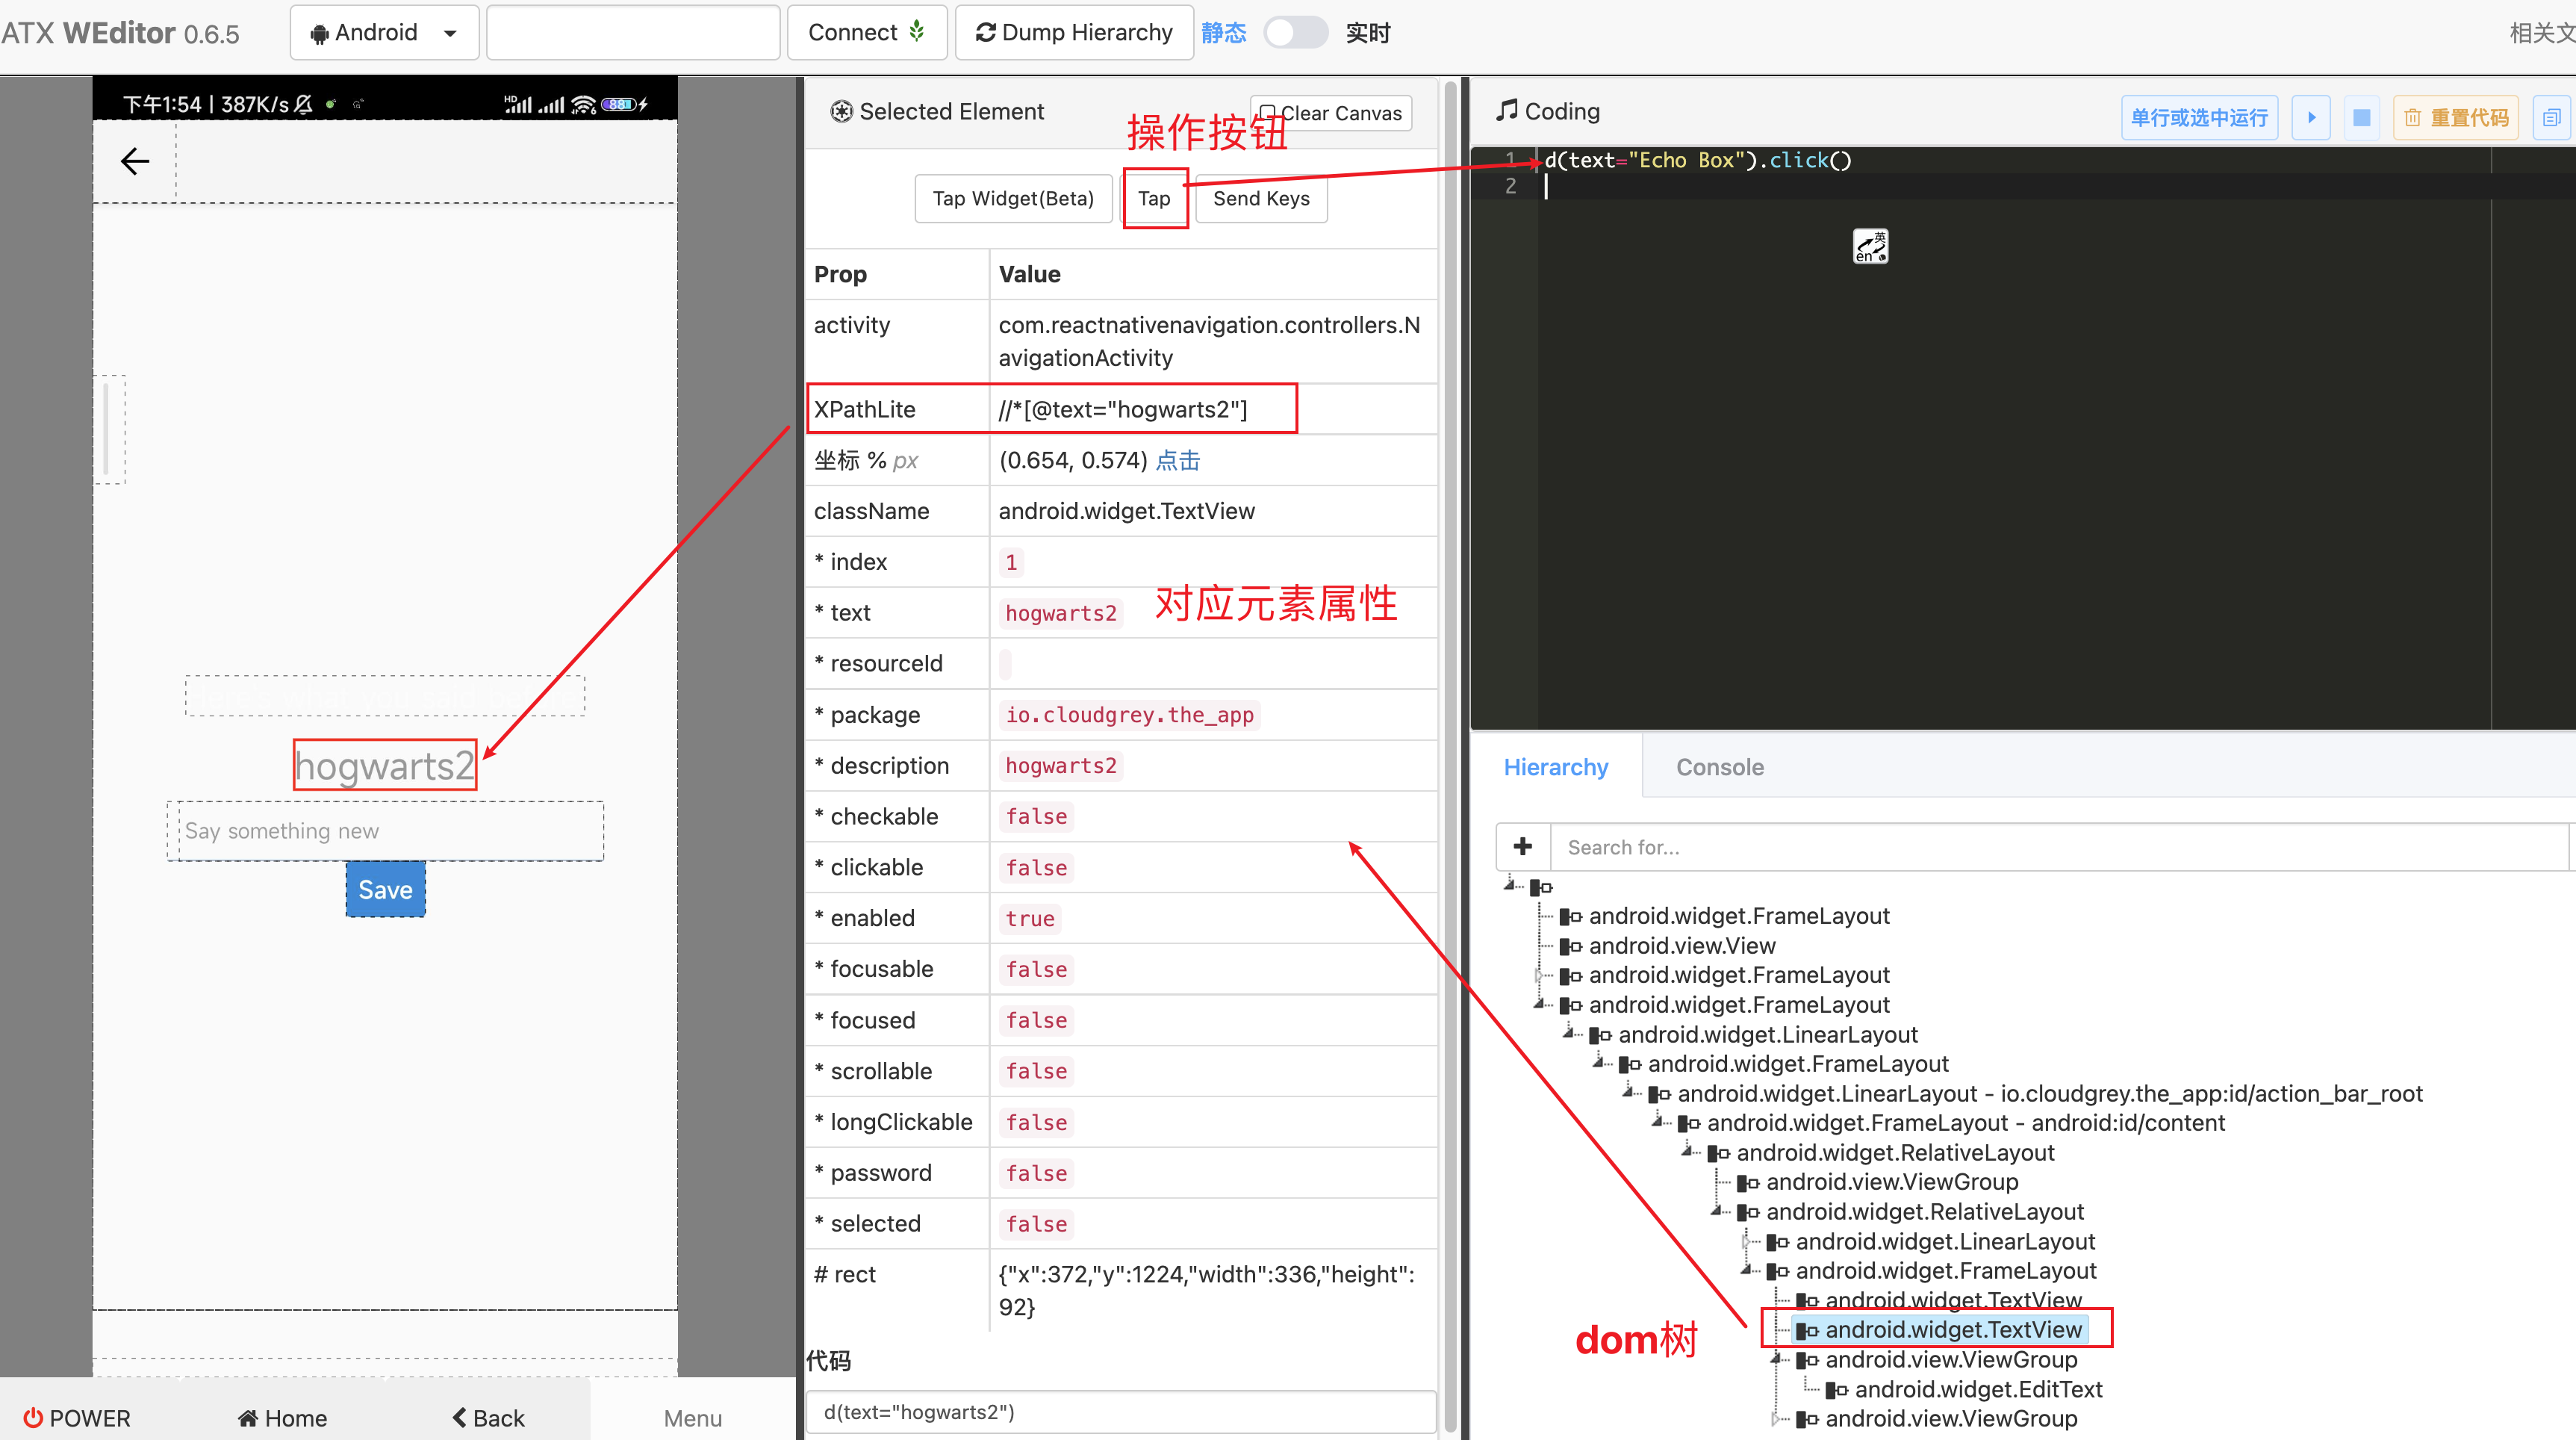 ATX WEditor 0.6.5
Android
Connect
Dump Hierarchy
静态
实时
相关文
下午1:54 | 387K/s
HD
6
88
Say something new
hogwarts2
Save
POWER
Home
Back
Menu
Selected Element
Clear Canvas
操作按钮
Tap Widget(Beta)
Tap
Send Keys
Prop Value
activity com.reactnativenavigation.controllers.N
avigationActivity
XPathLite //*[@text="hogwarts2"]
坐标 % px (0.654, 0.574) 点击
className android.widget.TextView
* index 1
* text hogwarts2
对应元素属性
* resourceId
* package io.cloudgrey.the_app
* description hogwarts2
* checkable false
* clickable false
* enabled true
* focusable false
* focused false
* scrollable false
* longClickable false
* password false
* selected false
# rect {"x":372,"y":1224,"width":336,"height":
92}
代码
d(text="hogwarts2")
Coding
单行或选中运行
重置代码
1 d(text="Echo Box").click()
2
英
en
Hierarchy
Console
Search for...
android.widget.FrameLayout
android.view.View
android.widget.FrameLayout
android.widget.FrameLayout
android.widget.LinearLayout
android.widget.FrameLayout
android.widget.LinearLayout - io.cloudgrey.the_app:id/action_bar_root
android.widget.FrameLayout - android:id/content
android.widget.RelativeLayout
android.view.ViewGroup
android.widget.RelativeLayout
android.widget.LinearLayout
android.widget.FrameLayout
android.widget.TextView
android.widget.TextView
dom树
android.view.ViewGroup
android.widget.EditText
android.view.ViewGroup